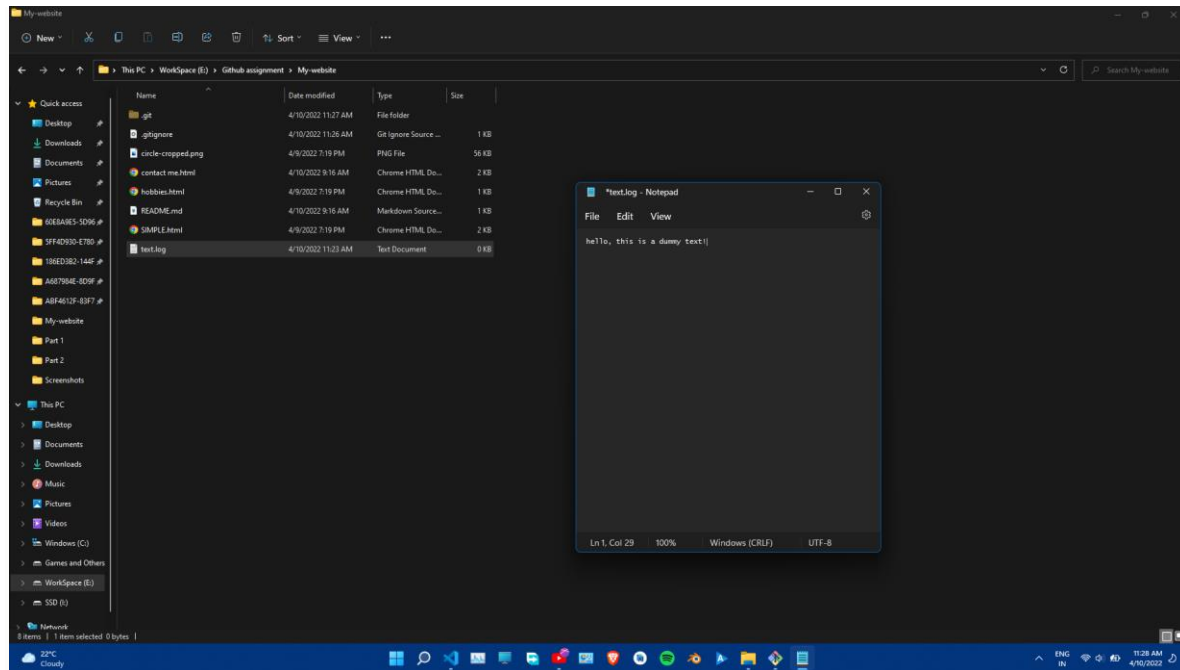 My-website
New
Sort
View
This PC > WorkSpace (E:) > Github assignment > My-website
Search My-website
Name Date modified Type Size
.git 4/10/2022 11:27 AM File folder
.gitignore 4/10/2022 11:26 AM Git Ignore Source ... 1 KB
circle-cropped.png 4/9/2022 7:19 PM PNG File 56 KB
contact me.html 4/10/2022 9:16 AM Chrome HTML Do... 2 KB
hobbies.html 4/9/2022 7:19 PM Chrome HTML Do... 1 KB
README.md 4/10/2022 9:16 AM Markdown Source... 1 KB
SIMPLE.html 4/9/2022 7:19 PM Chrome HTML Do... 2 KB
text.log 4/10/2022 11:23 AM Text Document 0 KB
Quick access
Desktop
Downloads
Documents
Pictures
Recycle Bin
60E8A9E5-5D96
5FF4D930-E780
186ED3B2-144F
A687984E-8D9F
ABF4612F-83F7
My-website
Part 1
Part 2
Screenshots
This PC
Desktop
Documents
Downloads
Music
Pictures
Videos
Windows (C:)
Games and Others
WorkSpace (E:)
SSD (I:)
Network
8 items | 1 item selected 0 bytes |
*text.log - Notepad
File Edit View
hello, this is a dummy text!
Ln 1, Col 29 100% Windows (CRLF) UTF-8
22°C
Cloudy
ENG
IN
11:28 AM
4/10/2022